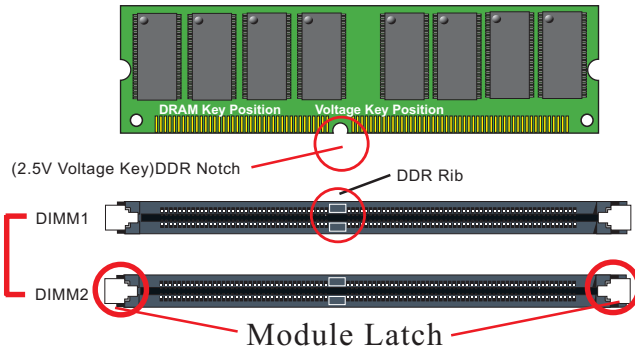 DRAM Key Position Voltage Key Position
(2.5V Voltage Key)DDR Notch
DDR Rib
DIMM1
DIMM2
Module Latch